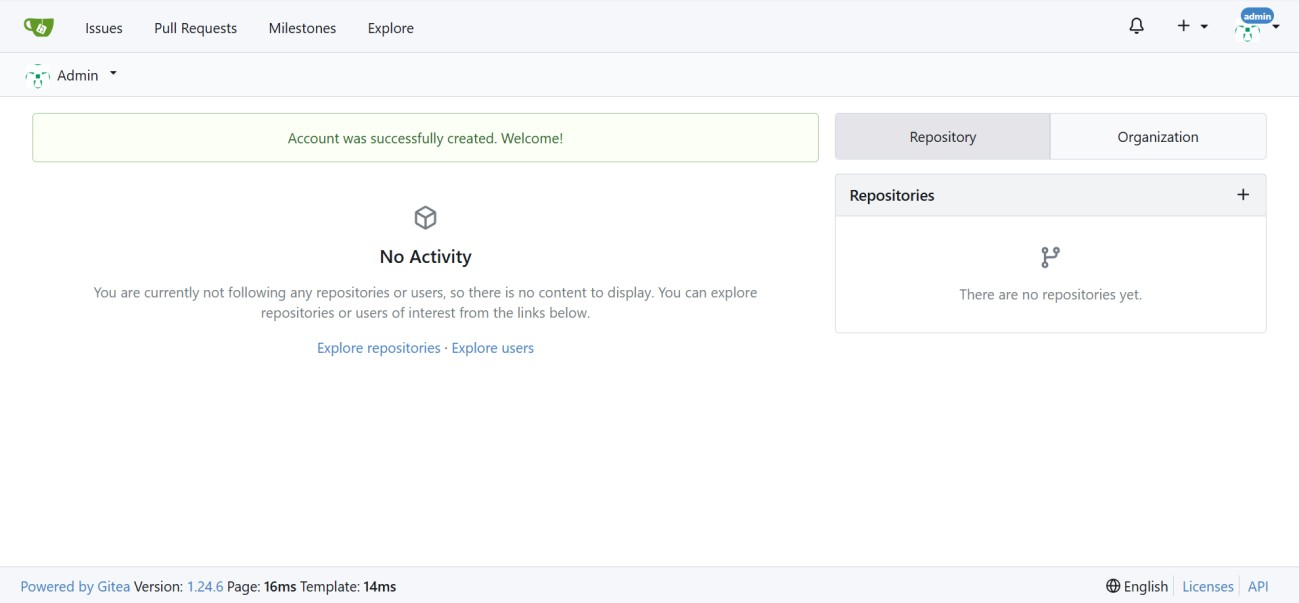 Issues Pull Requests Milestones Explore admin
Admin
Account was successfully created. Welcome!
Repository Organization
Repositories
There are no repositories yet.
No Activity
You are currently not following any repositories or users, so there is no content to display. You can explore
repositories or users of interest from the links below.
Explore repositories · Explore users
Powered by Gitea Version: 1.24.6 Page: 16ms Template: 14ms English Licenses API